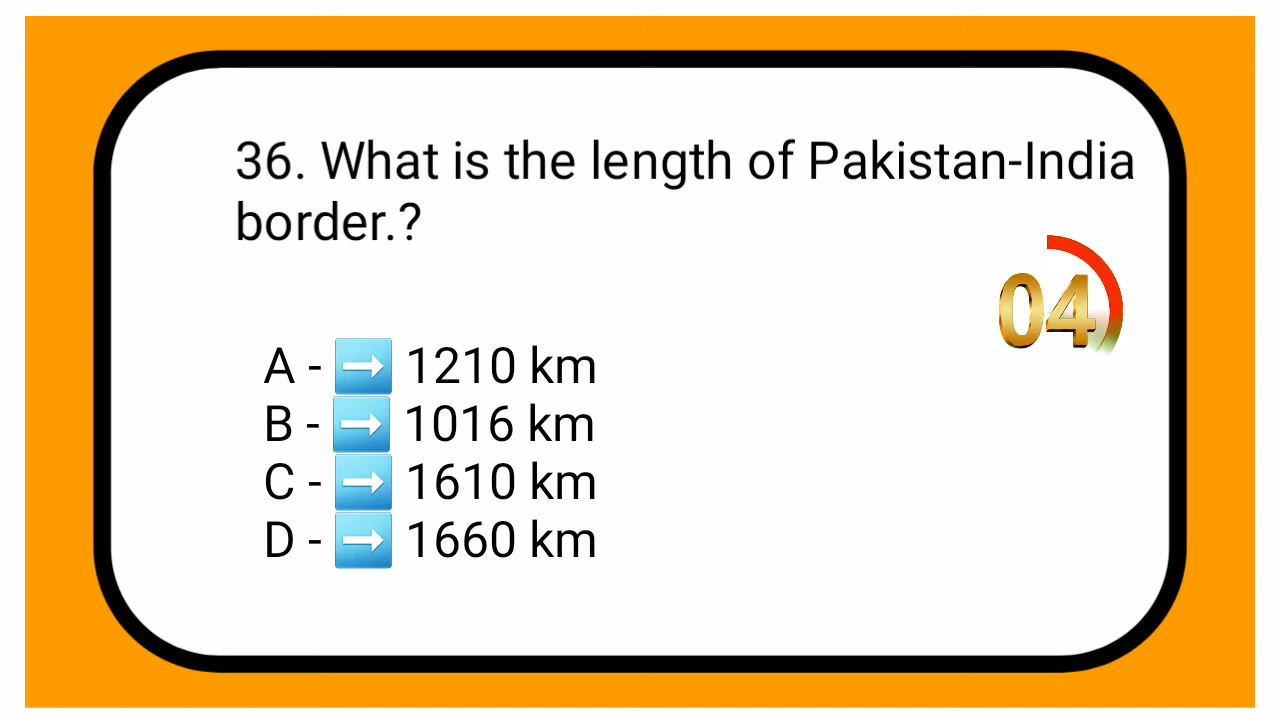 36. What is the length of Pakistan-India
border.?
04
A - ➡ 1210 km
B - ➡ 1016 km
C - ➡ 1610 km
D - ➡ 1660 km